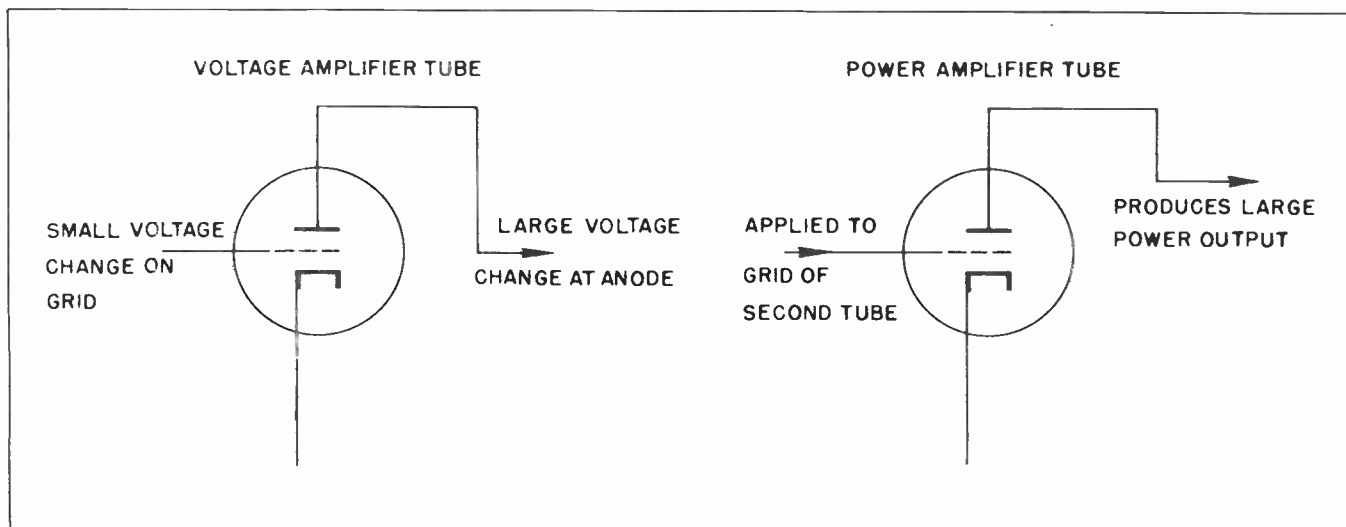 VOLTAGE AMPLIFIER TUBE
SMALL VOLTAGE
CHANGE ON
GRID
LARGE VOLTAGE
CHANGE AT ANODE
POWER AMPLIFIER TUBE
APPLIED TO
GRID OF
SECOND TUBE
PRODUCES LARGE
POWER OUTPUT